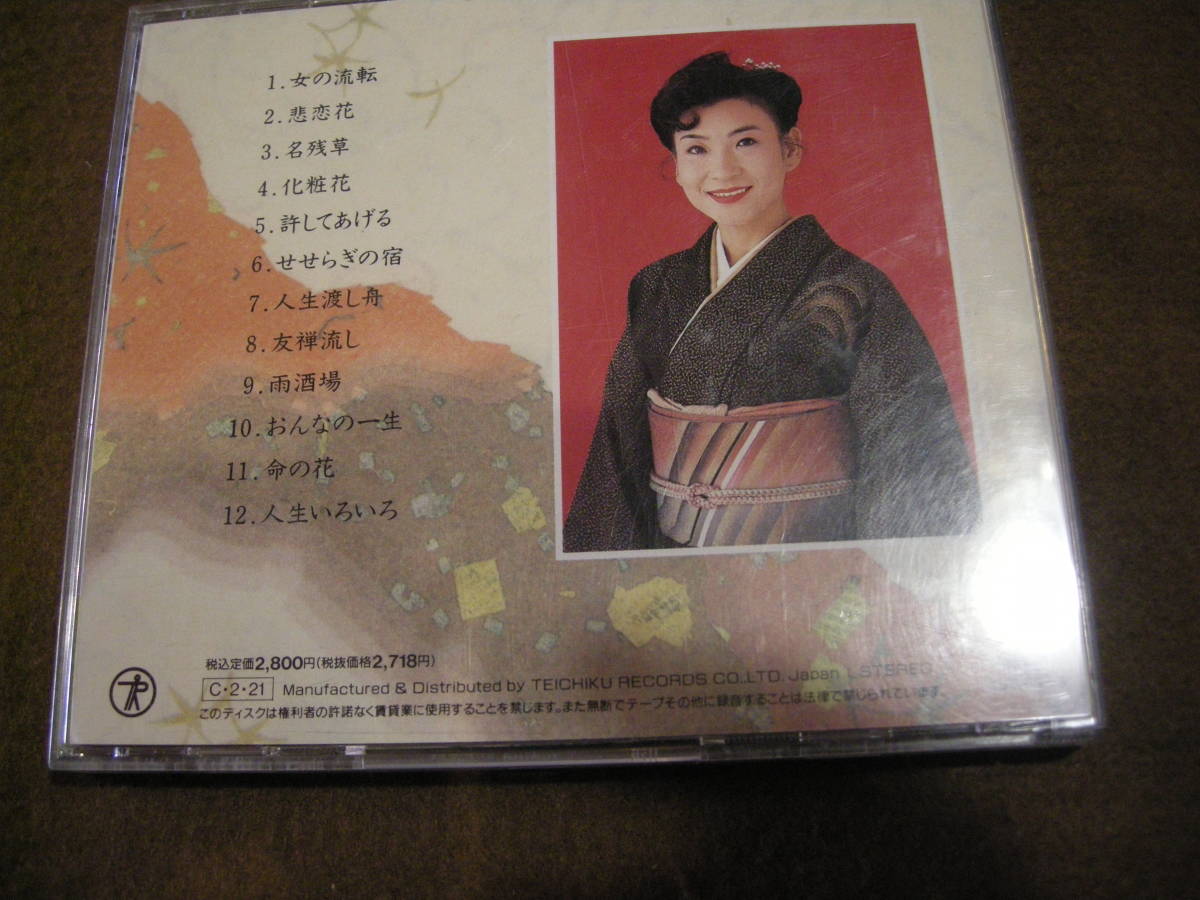 1.女の流転
2.悲恋花
3.名残草
4.化粧花
5.許してあげる
6.せせらぎの宿
7.人生渡し舟
8.友禅流し
9.雨酒場
10.おんなの一生
11.命の花
12.人生いろいろ
税込定価2,800円(税抜価格2,718円)
C・2・21 Manufactured & Distributed by TEICHIKU RECORDS CO.,LTD. Japan STEREO
このディスクは権利者の許諾なく賃貸業に使用することを禁じます。また無断でテープその他に録音することは法律で禁じられています。